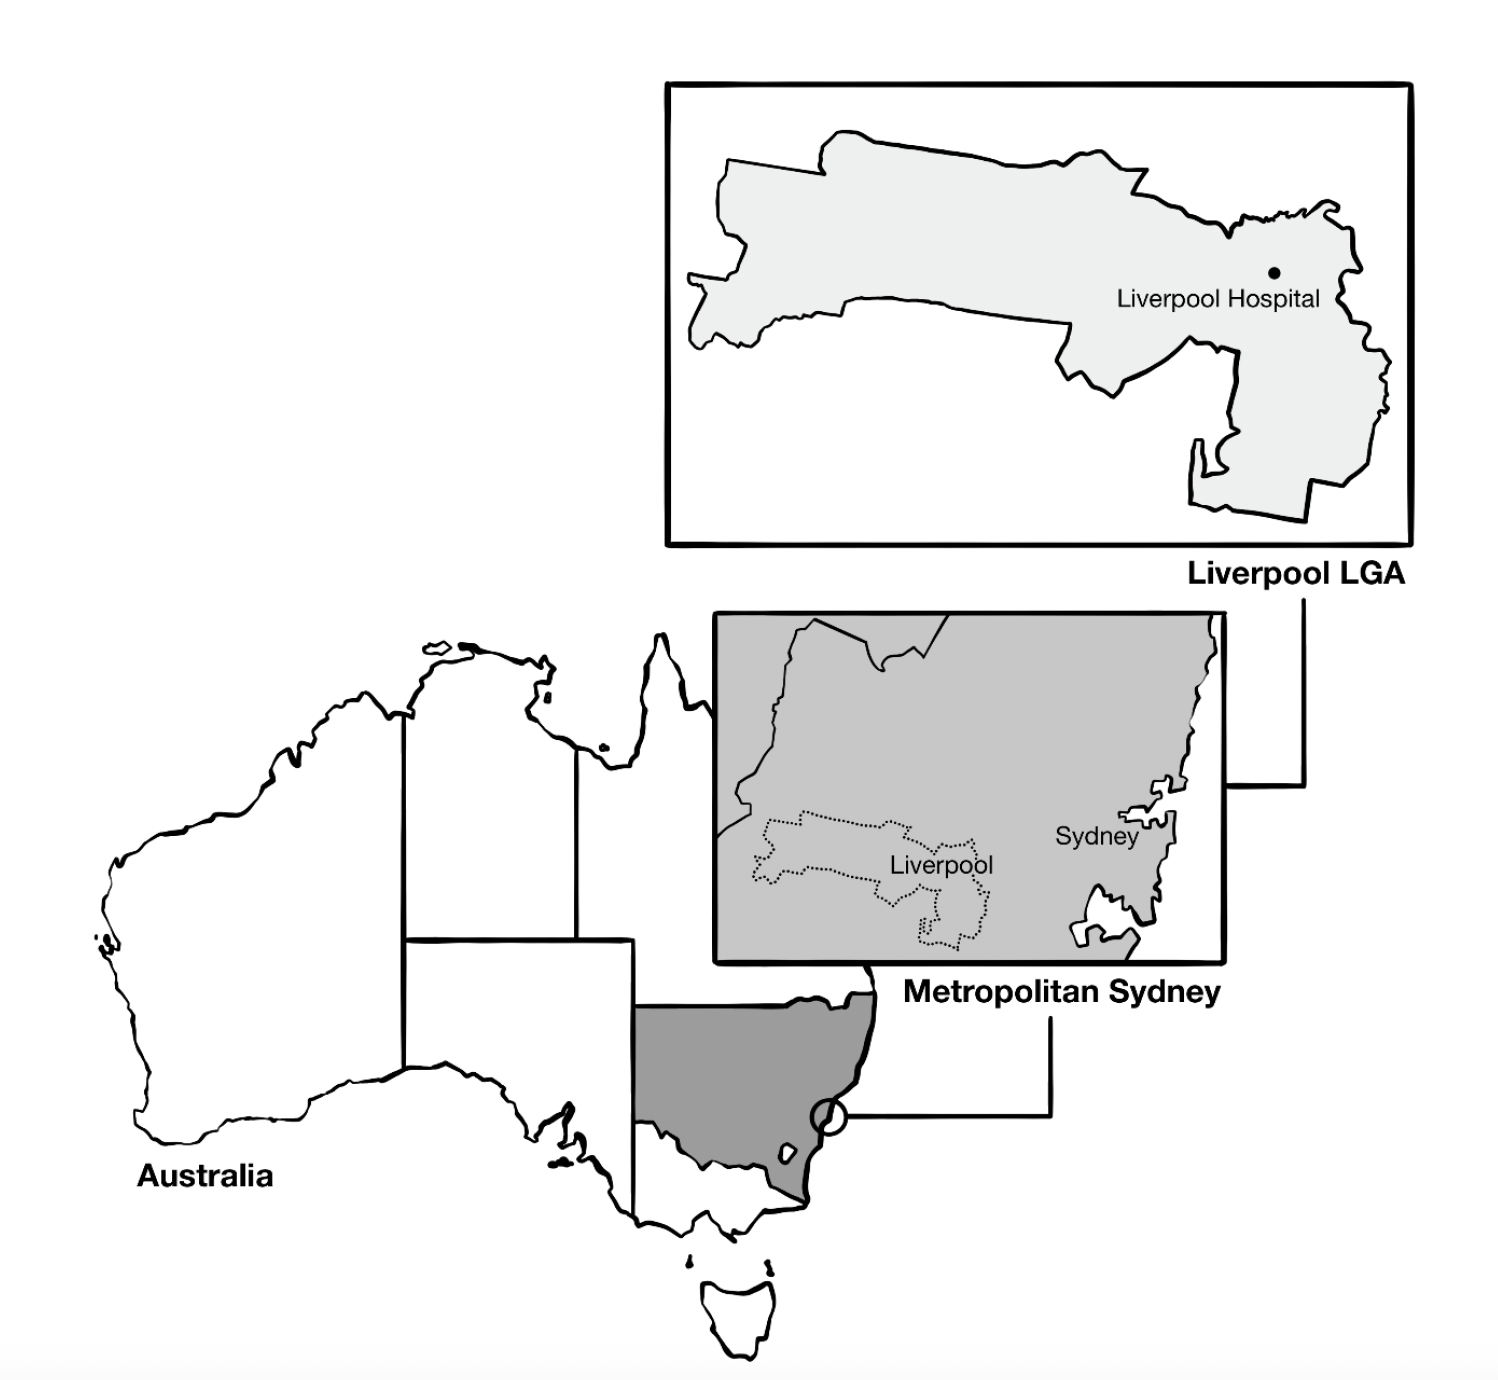 Liverpool Hospital
Liverpool LGA
Sydney
Liverpool
Metropolitan Sydney
Australia